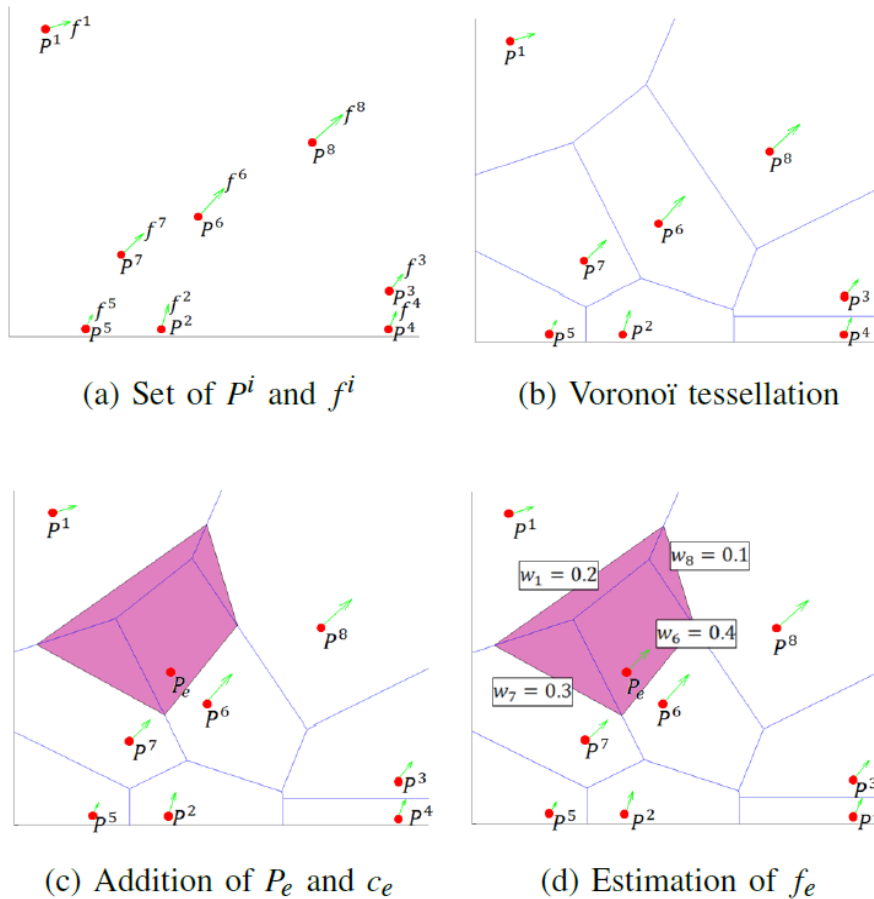 f¹
P¹
f⁸
P⁸
f⁶
P⁶
f⁷
P⁷
f³
P³
f⁵
f²
f⁴
P⁵
P²
P⁴
(a) Set of Pⁱ and fⁱ
P¹
P⁸
P⁶
P⁷
P³
P⁵
P²
P⁴
(b) Voronoï tessellation
P¹
P⁸
Pₑ
P⁶
P⁷
P³
P⁵
P²
P⁴
(c) Addition of Pₑ and cₑ
P¹
w₈ = 0.1
w₁ = 0.2
w₆ = 0.4
P⁸
Pₑ
w₇ = 0.3
P⁶
P⁷
P³
P⁵
P²
(d) Estimation of fₑ